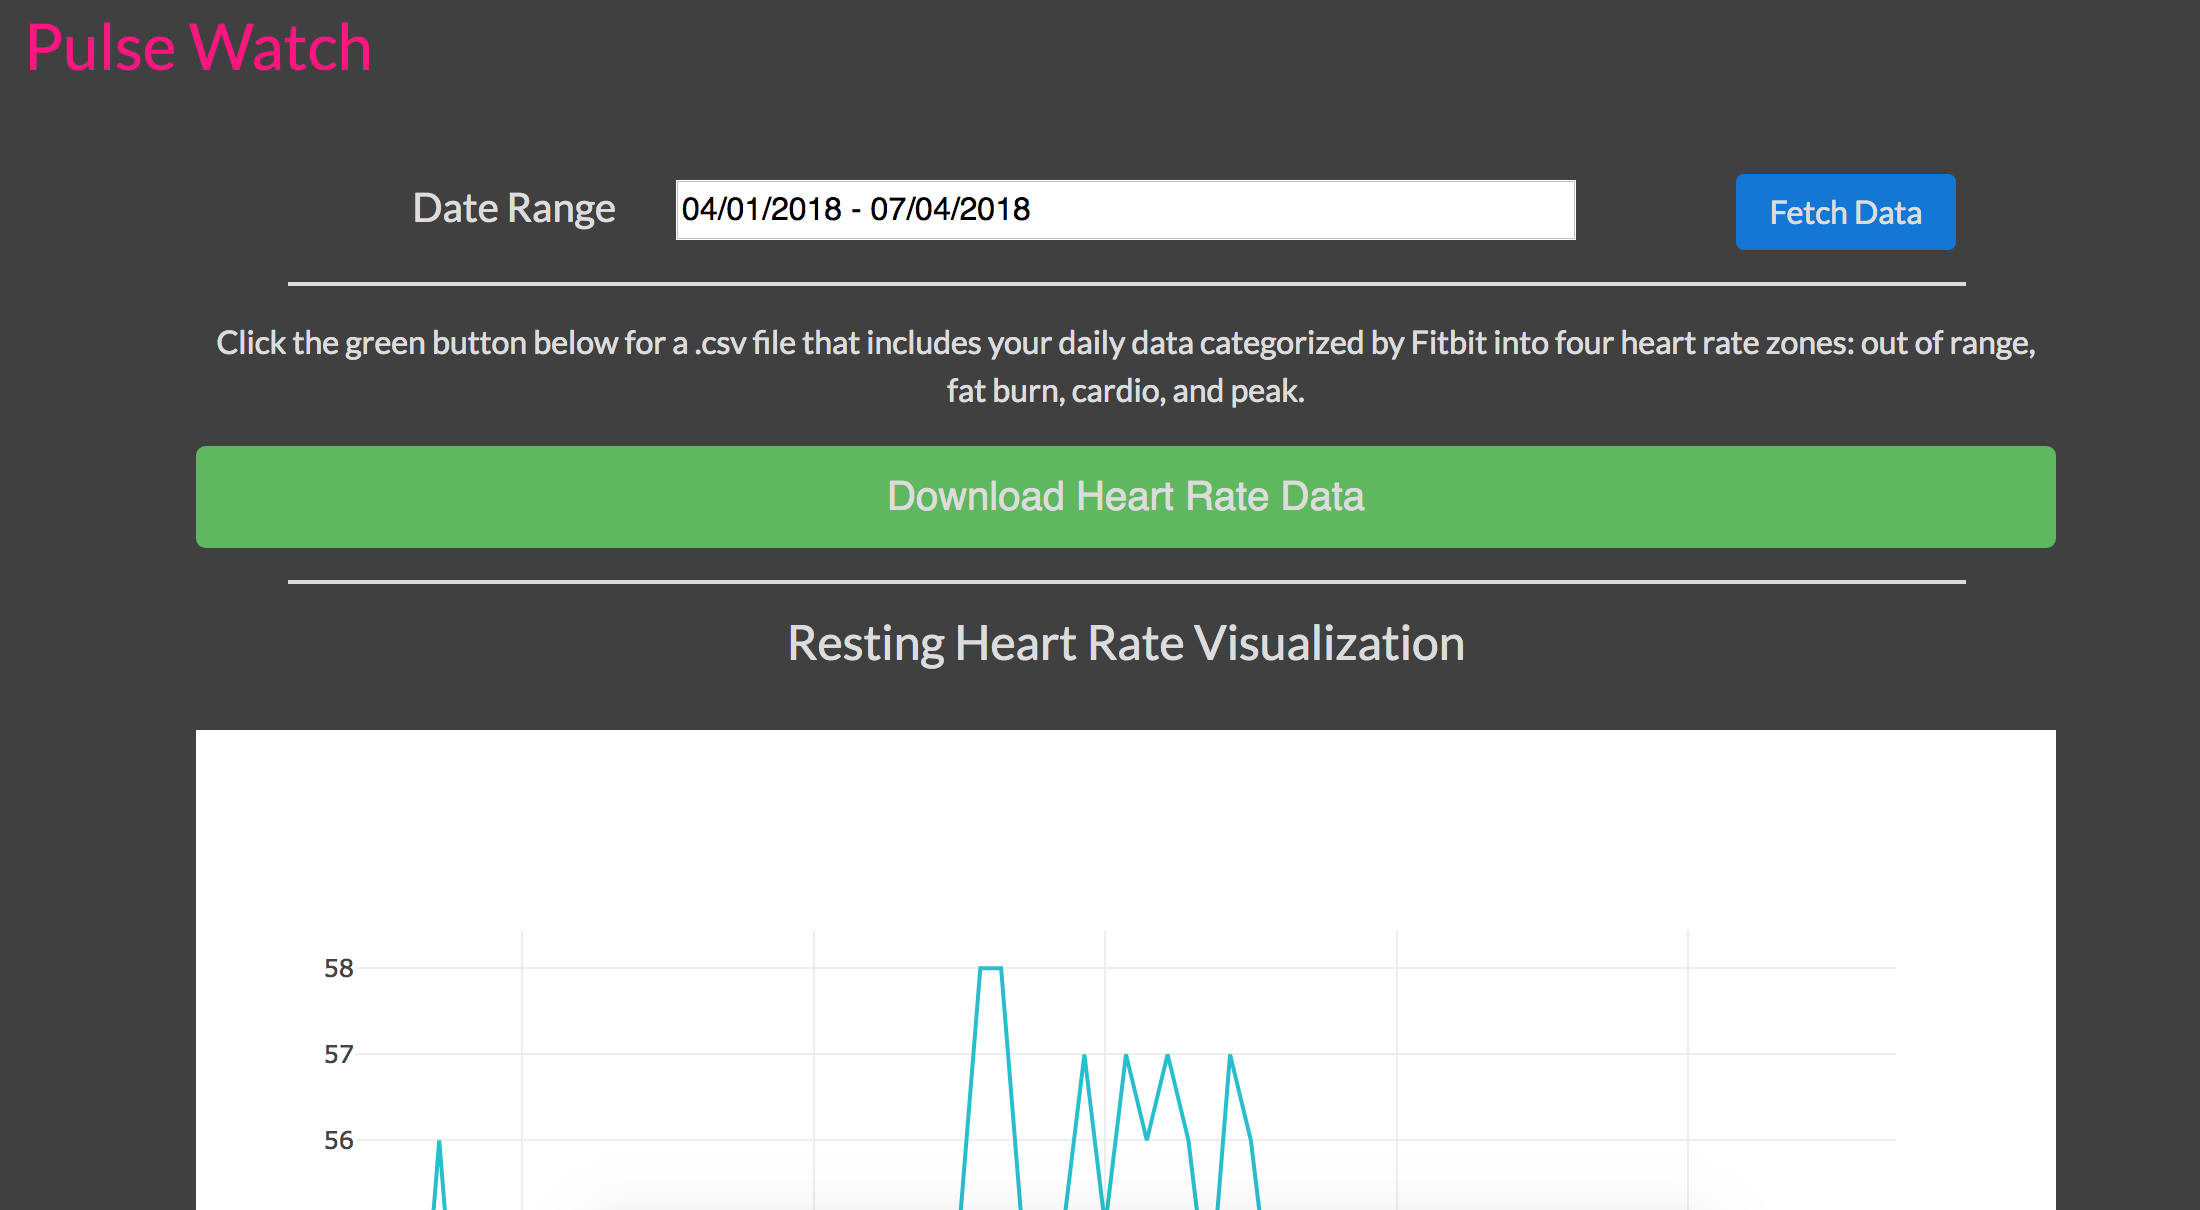 Pulse Watch
Date Range
04/01/2018 - 07/04/2018
Fetch Data
Click the green button below for a .csv file that includes your daily data categorized by Fitbit into four heart rate zones: out of range,
fat burn, cardio, and peak.
Download Heart Rate Data
Resting Heart Rate Visualization
58
57
56